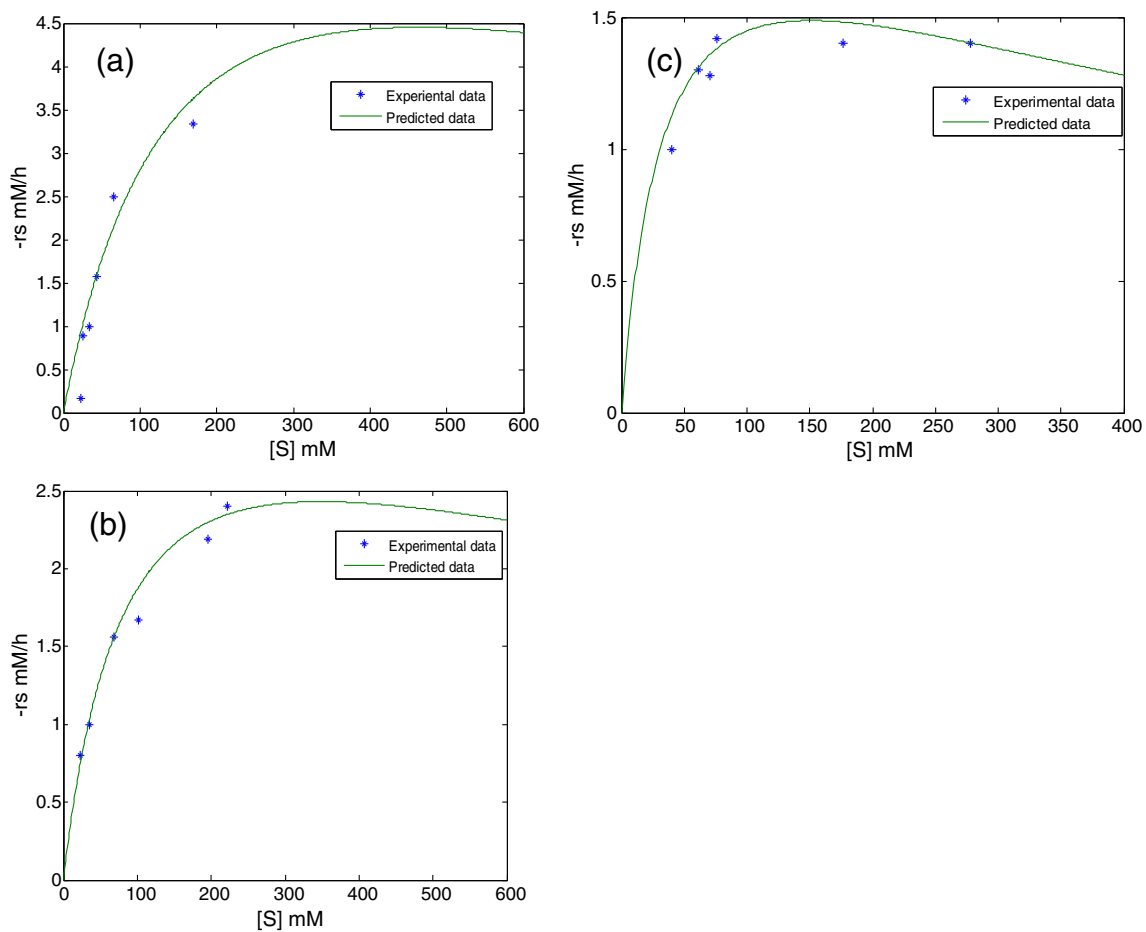 (a)
4.5
4
3.5
3
2.5
2
1.5
1
0.5
0
-rs mM/h
Experiental data
Predicted data
0 100 200 300 400 500 600
[S] mM
(c)
1.5
1
0.5
0
-rs mM/h
Experimental data
Predicted data
0 50 100 150 200 250 300 350 400
[S] mM
(b)
2.5
2
1.5
1
0.5
0
-rs mM/h
Experimental data
Predicted data
0 100 200 300 400 500 600
[S] mM